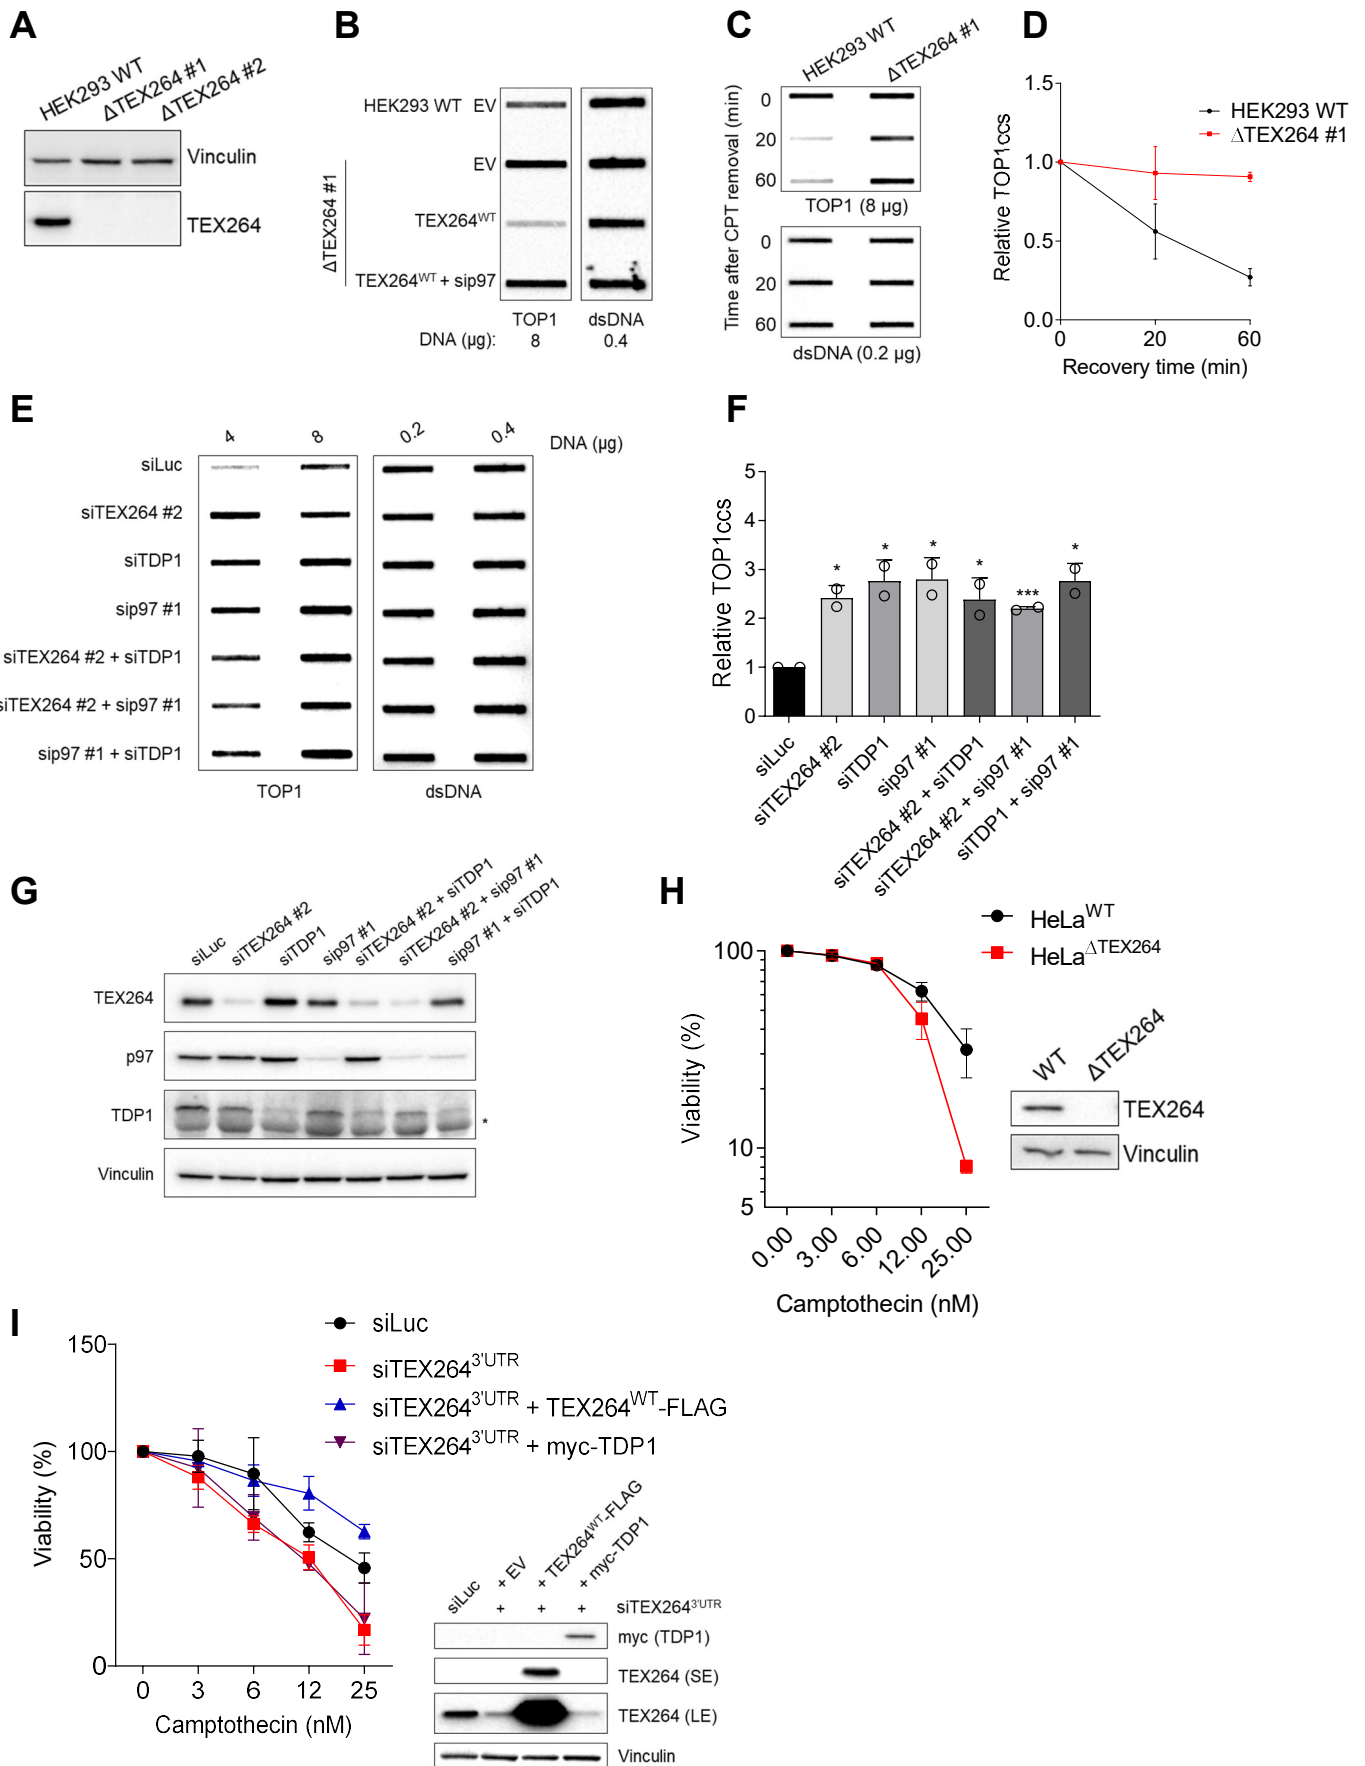 A
HEK293 WT
ΔTEX264 #1
ΔTEX264 #2
Vinculin
TEX264
B
HEK293 WT EV
EV
ΔTEX264 #1
TEX264WT
TEX264WT + sip97
TOP1 dsDNA
DNA (µg): 8 0.4
C
HEK293 WT
ΔTEX264 #1
Time after CPT removal (min)
0
20
60
TOP1 (8 µg)
0
20
60
dsDNA (0.2 µg)
D
HEK293 WT
ΔTEX264 #1
Relative TOP1ccs
1.5
1.0
0.5
0.0
0 20 60
Recovery time (min)
E
4 8 0.2 0.4 DNA (µg)
siLuc
siTEX264 #2
siTDP1
sip97 #1
siTEX264 #2 + siTDP1
siTEX264 #2 + sip97 #1
sip97 #1 + siTDP1
TOP1 dsDNA
F
Relative TOP1ccs
5
4
3
2
1
0
* * * * *** *
siLuc
siTEX264 #2
siTDP1
sip97 #1
siTEX264 #2 + siTDP1
siTEX264 #2 + sip97 #1
siTDP1 + sip97 #1
G
siLuc
siTEX264 #2
siTDP1
sip97 #1
siTEX264 #2 + siTDP1
siTEX264 #2 + sip97 #1
sip97 #1 + siTDP1
TEX264
p97
TDP1 *
Vinculin
H
HeLaWT
HeLaΔTEX264
Viability (%)
100
10
5
0.00 3.00 6.00 12.00 25.00
Camptothecin (nM)
WT ΔTEX264
TEX264
Vinculin
I
siLuc
siTEX2643'UTR
siTEX2643'UTR + TEX264WT-FLAG
siTEX2643'UTR + myc-TDP1
Viability (%)
150
100
50
0
0 3 6 12 25
Camptothecin (nM)
siLuc
+ EV
+ TEX264WT-FLAG
+ myc-TDP1
+ + + siTEX2643'UTR
myc (TDP1)
TEX264 (SE)
TEX264 (LE)
Vinculin